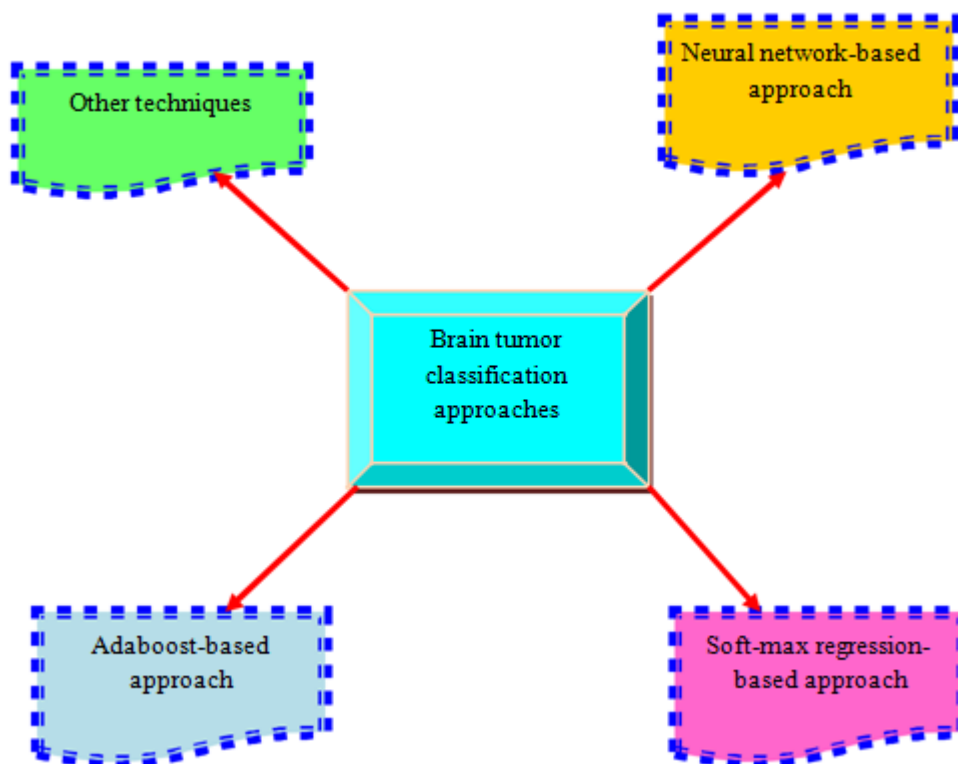 Other techniques
Neural network-based
approach
Brain tumor
classification
approaches
Adaboost-based
approach
Soft-max regression-
based approach